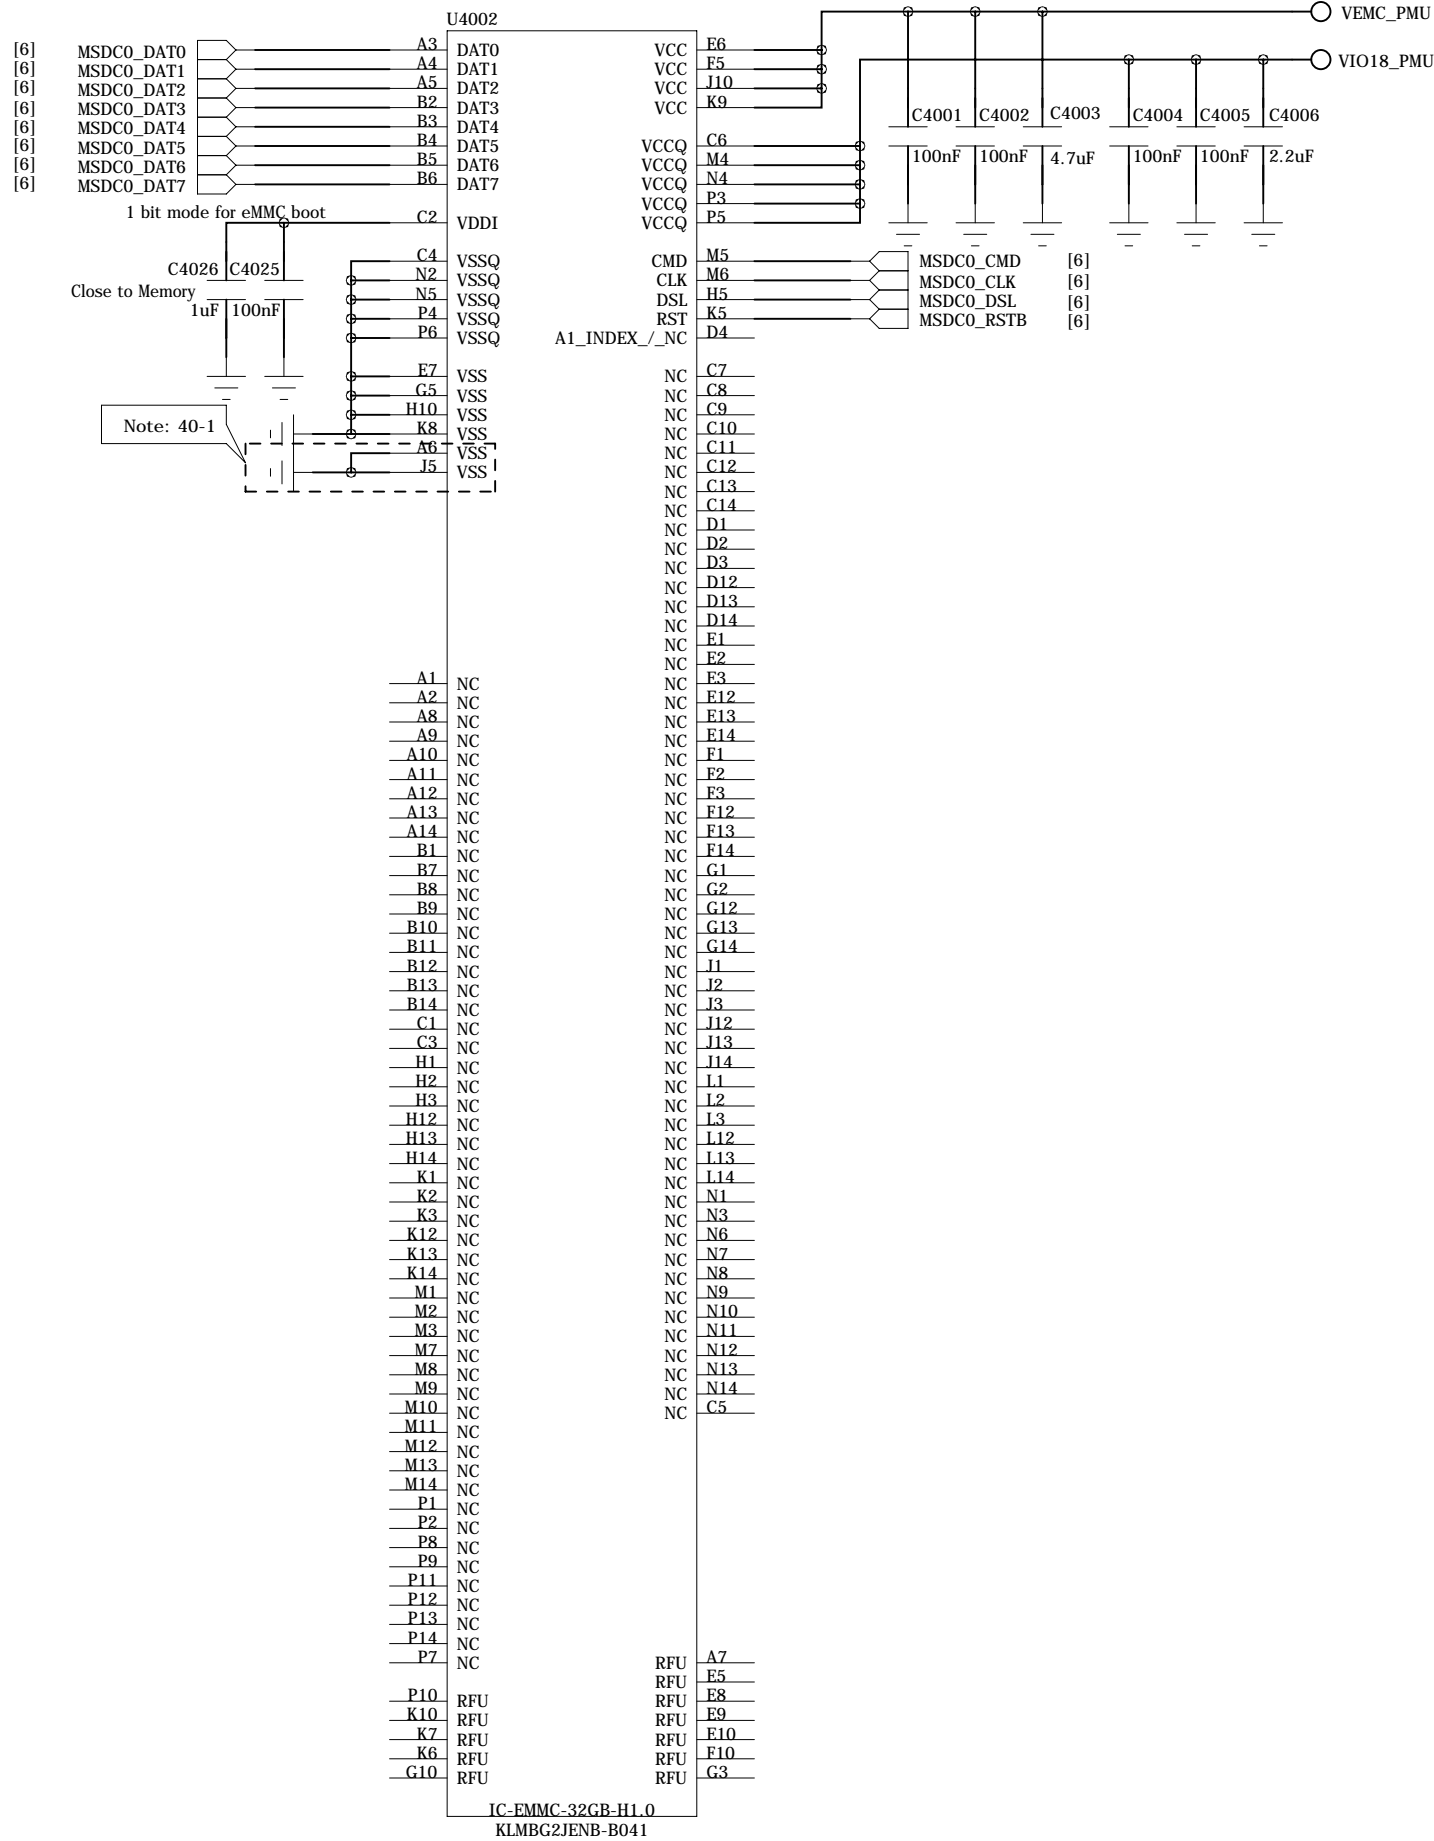 U4002
VEMC_PMU
VIO18_PMU
[6] MSDC0_DAT0 A3 DAT0
[6] MSDC0_DAT1 A4 DAT1
[6] MSDC0_DAT2 A5 DAT2
[6] MSDC0_DAT3 B2 DAT3
[6] MSDC0_DAT4 B3 DAT4
[6] MSDC0_DAT5 B4 DAT5
[6] MSDC0_DAT6 B5 DAT6
[6] MSDC0_DAT7 B6 DAT7
1 bit mode for eMMC boot
C2 VDDI
C4026 C4025
Close to Memory
1uF 100nF
C4 VSSQ
N2 VSSQ
N5 VSSQ
P4 VSSQ
P6 VSSQ
E7 VSS
G5 VSS
H10 VSS
K8 VSS
A6 VSS
J5 VSS
Note: 40-1
A1 NC
A2 NC
A8 NC
A9 NC
A10 NC
A11 NC
A12 NC
A13 NC
A14 NC
B1 NC
B7 NC
B8 NC
B9 NC
B10 NC
B11 NC
B12 NC
B13 NC
B14 NC
C1 NC
C3 NC
H1 NC
H2 NC
H3 NC
H12 NC
H13 NC
H14 NC
K1 NC
K2 NC
K3 NC
K12 NC
K13 NC
K14 NC
M1 NC
M2 NC
M3 NC
M7 NC
M8 NC
M9 NC
M10 NC
M11 NC
M12 NC
M13 NC
M14 NC
P1 NC
P2 NC
P8 NC
P9 NC
P11 NC
P12 NC
P13 NC
P14 NC
P7 NC
P10 RFU
K10 RFU
K7 RFU
K6 RFU
G10 RFU
VCC E6
VCC F5
VCC J10
VCC K9
VCCQ C6
VCCQ M4
VCCQ N4
VCCQ P3
VCCQ P5
C4001 C4002 C4003 C4004 C4005 C4006
100nF 100nF 4.7uF 100nF 100nF 2.2uF
CMD M5 MSDC0_CMD [6]
CLK M6 MSDC0_CLK [6]
DSL H5 MSDC0_DSL [6]
RST K5 MSDC0_RSTB [6]
A1_INDEX_/_NC D4
NC C7
NC C8
NC C9
NC C10
NC C11
NC C12
NC C13
NC C14
NC D1
NC D2
NC D3
NC D12
NC D13
NC D14
NC E1
NC E2
NC E3
NC E12
NC E13
NC E14
NC F1
NC F2
NC F3
NC F12
NC F13
NC F14
NC G1
NC G2
NC G12
NC G13
NC G14
NC J1
NC J2
NC J3
NC J12
NC J13
NC J14
NC L1
NC L2
NC L3
NC L12
NC L13
NC L14
NC N1
NC N3
NC N6
NC N7
NC N8
NC N9
NC N10
NC N11
NC N12
NC N13
NC N14
NC C5
RFU A7
RFU E5
RFU E8
RFU E9
RFU E10
RFU F10
RFU G3
IC-EMMC-32GB-H1.0
KLMBG2JENB-B041